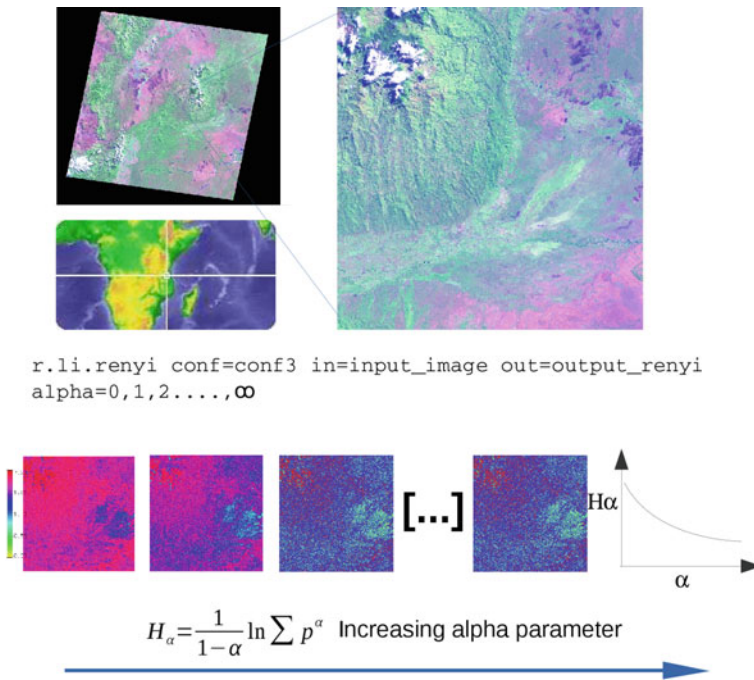 r.li.renyi conf=conf3 in=input_image out=output_renyi
alpha=0,1,2....,∞
[...]
Hα
α
H_α = 1/(1-α) ln ∑ p^α Increasing alpha parameter